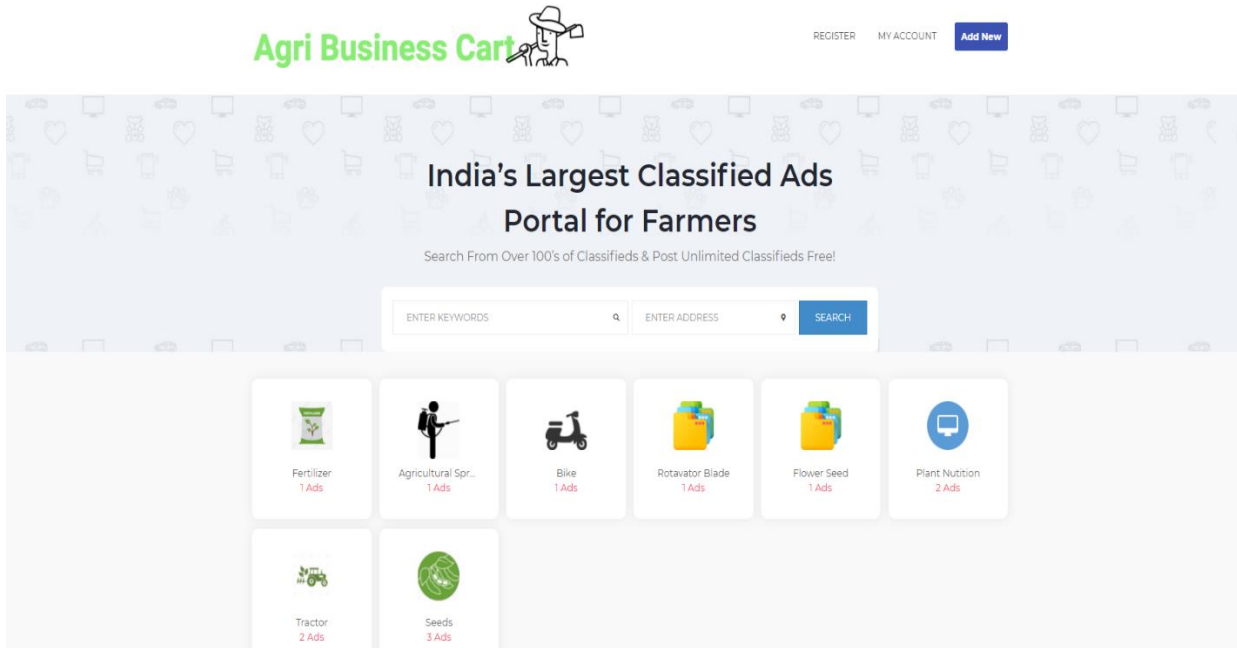 Agri Business Cart
REGISTER MY ACCOUNT Add New
India's Largest Classified Ads
Portal for Farmers
Search From Over 100's of Classifieds & Post Unlimited Classifieds Free!
ENTER KEYWORDS ENTER ADDRESS SEARCH
Fertilizer Agricultural Spr... Bike Rotavator Blade Flower Seed Plant Nutition
1 Ads 1 Ads 1 Ads 1 Ads 1 Ads 2 Ads
Tractor Seeds
2 Ads 3 Ads